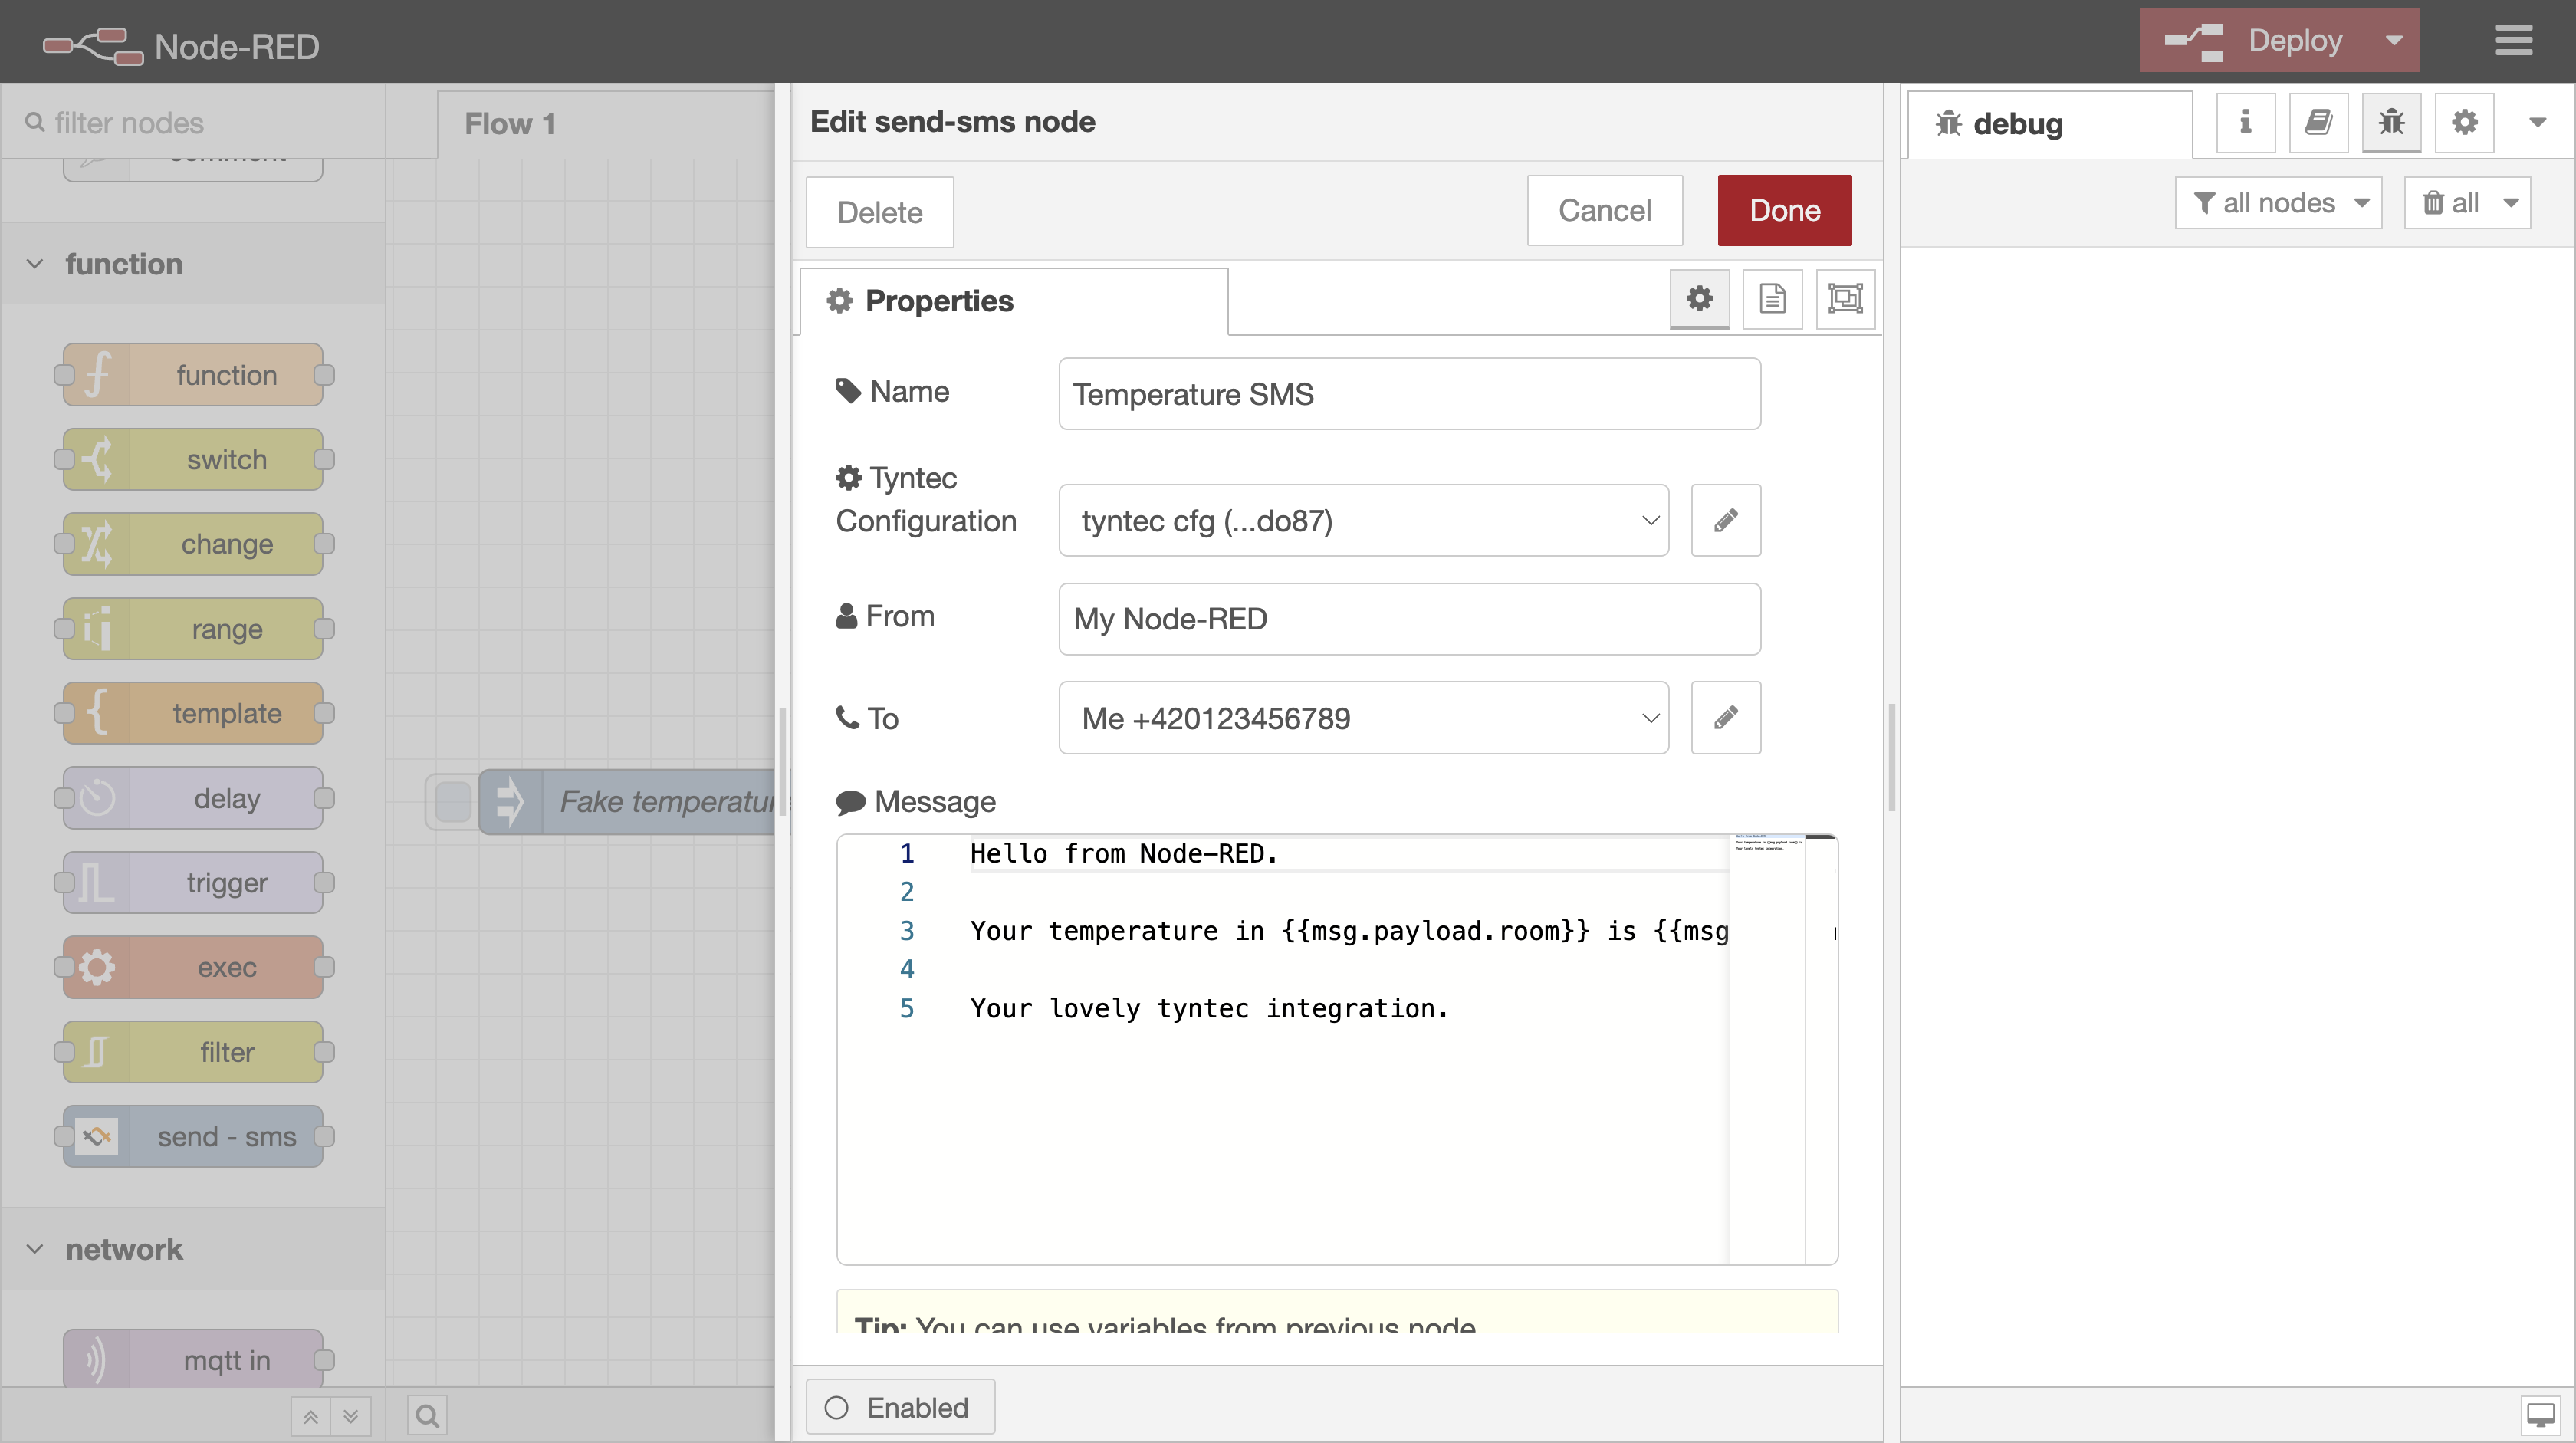 Node-RED
Deploy
filter nodes
Flow 1
comment
function
function
switch
change
range
template
delay
trigger
exec
filter
send - sms
network
mqtt in
Fake temperatur
Edit send-sms node
Delete
Cancel
Done
Properties
Name
Temperature SMS
Tyntec
Configuration
tyntec cfg (...do87)
From
My Node-RED
To
Me +420123456789
Message
1 Hello from Node-RED.
2
3 Your temperature in {{msg.payload.room}} is {{msg
4
5 Your lovely tyntec integration.
Tip: You can use variables from previous node
Enabled
debug
all nodes
all